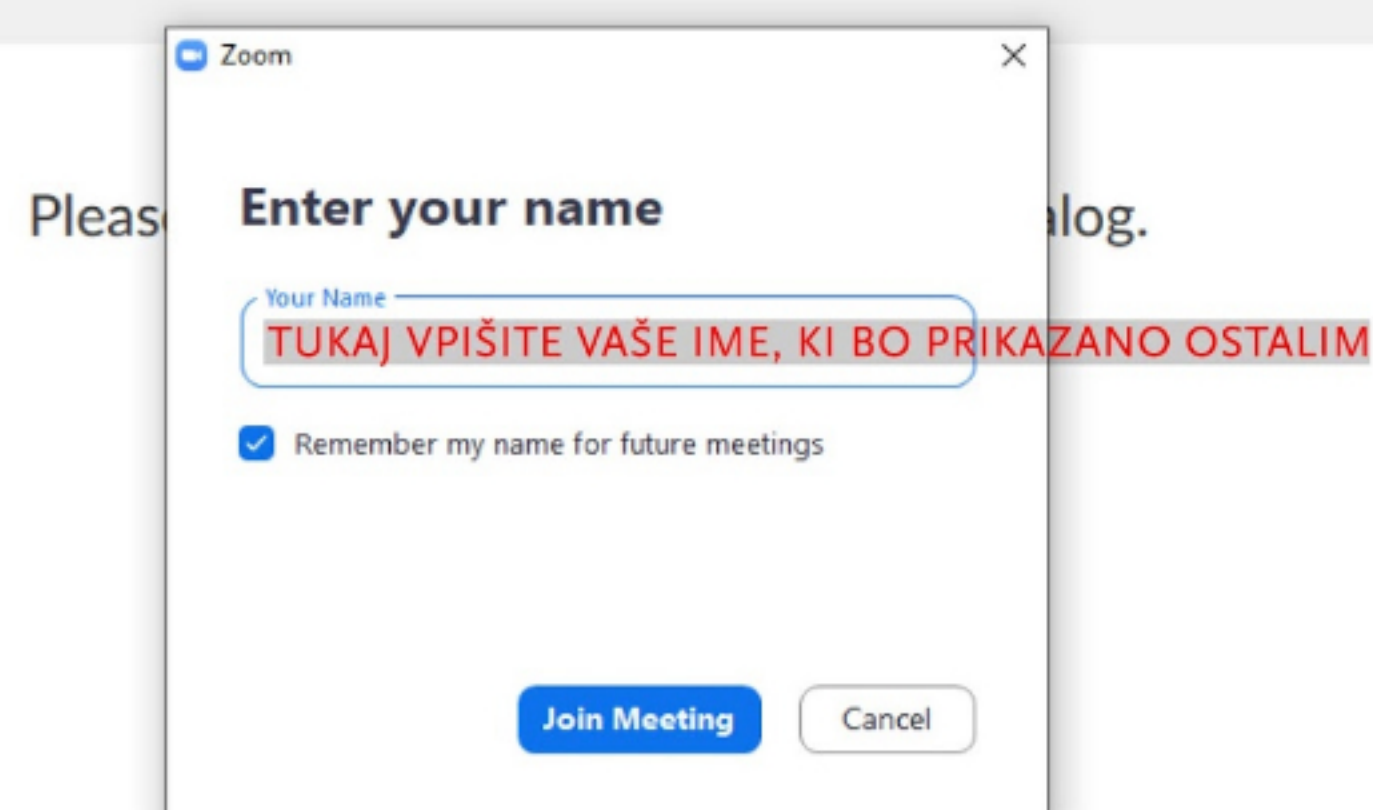 Zoom
Enter your name
alog.
Your Name
TUKAJ VPIŠITE VAŠE IME, KI BO PRIKAZANO OSTALIM
Remember my name for future meetings
Join Meeting
Cancel